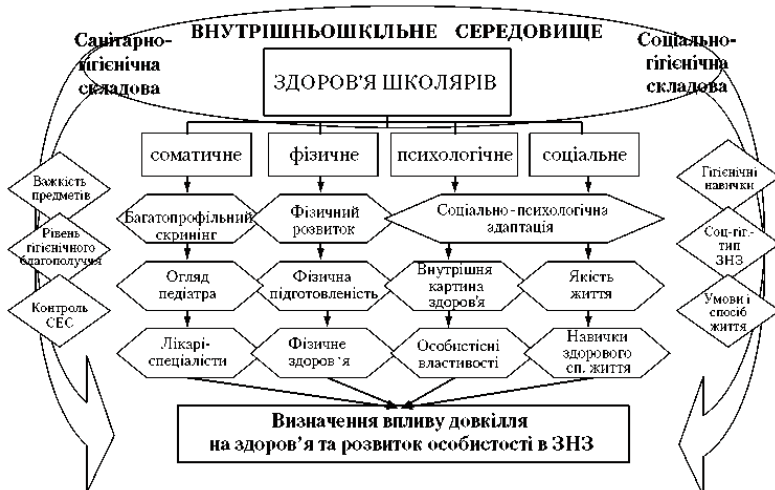 ВНУТРІШНЬОШКІЛЬНЕ СЕРЕДОВИЩЕ
Санітарно-
гігієнічна
складова
Соціально-
гігієнічна
складова
ЗДОРОВ'Я ШКОЛЯРІВ
соматичне
фізичне
психологічне
соціальне
Важкість
предметів
Рівень
гігієнічного
благополуччя
Контроль
СЕС
Багатопрофільний
скринінг
Фізичний
розвиток
Соціально-психологічна
адаптація
Огляд
педіатра
Фізична
підготовленість
Внутрішня
картина
здоров'я
Якість
життя
Лікарі-
спеціалісти
Фізичне
здоров'я
Особистісні
властивості
Навички
здорового
сп. життя
Гігієнічні
навички
Соц-гіг.-
тип
ЗНЗ
Умови і
спосіб
життя
Визначення впливу довкілля
на здоров'я та розвиток особистості в ЗНЗ